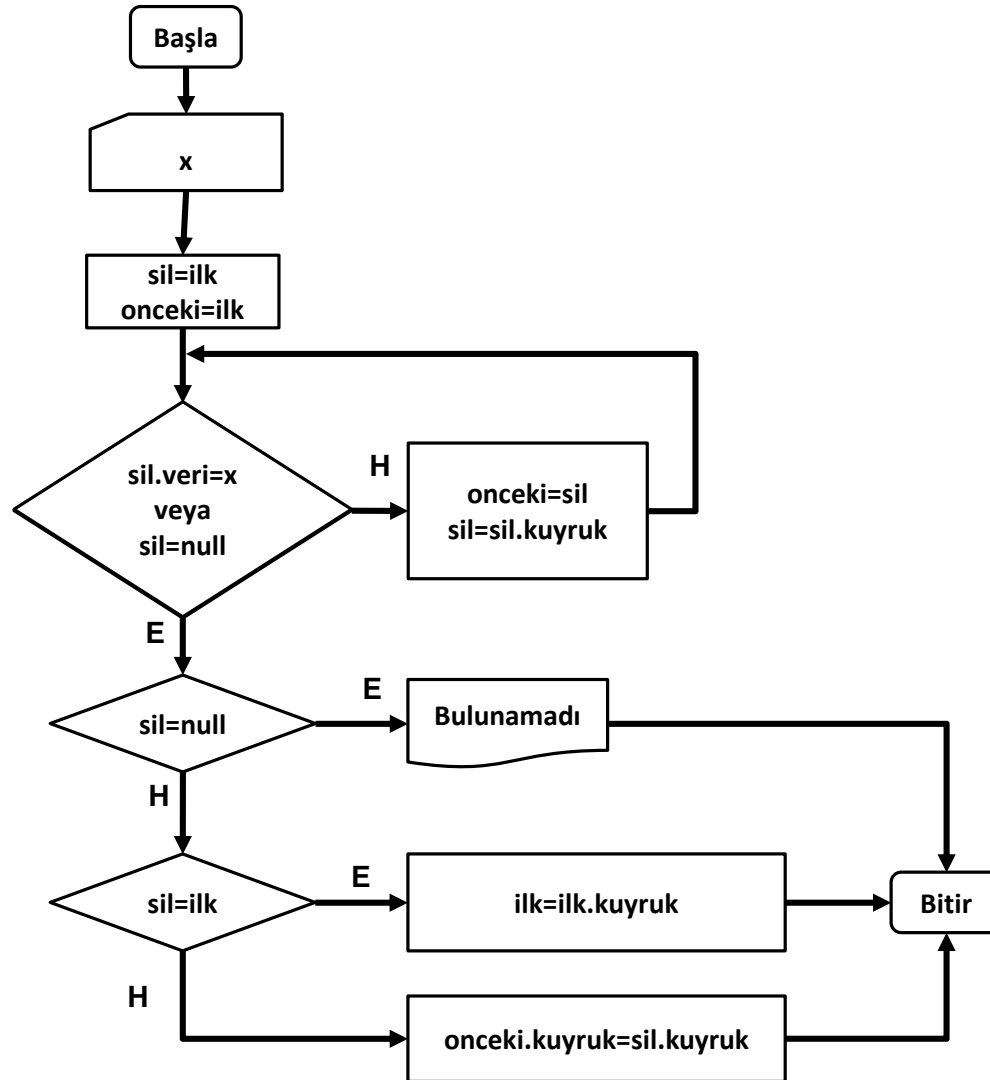 Başla
x
sil=ilk
onceki=ilk
sil.veri=x
veya
sil=null
H
onceki=sil
sil=sil.kuyruk
E
sil=null
E
Bulunamadı
H
sil=ilk
E
ilk=ilk.kuyruk
Bitir
H
onceki.kuyruk=sil.kuyruk